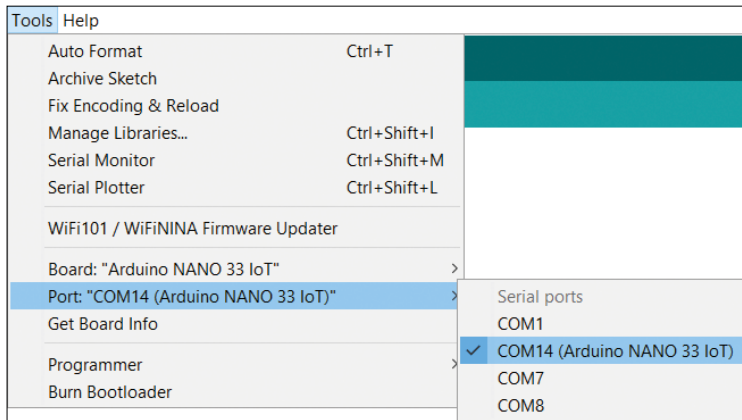 Tools Help
Auto Format Ctrl+T
Archive Sketch
Fix Encoding & Reload
Manage Libraries... Ctrl+Shift+I
Serial Monitor Ctrl+Shift+M
Serial Plotter Ctrl+Shift+L
WiFi101 / WiFiNINA Firmware Updater
Board: "Arduino NANO 33 IoT"
Port: "COM14 (Arduino NANO 33 IoT)"
Get Board Info
Programmer
Burn Bootloader
Serial ports
COM1
COM14 (Arduino NANO 33 IoT)
COM7
COM8